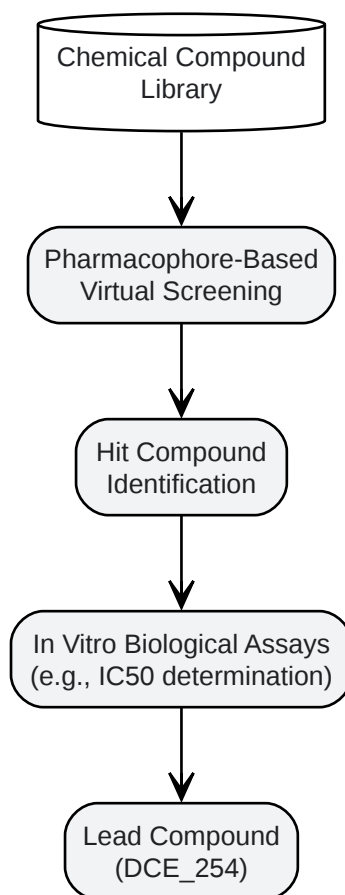 Chemical Compound
Library
Pharmacophore-Based
Virtual Screening
Hit Compound
Identification
In Vitro Biological Assays
(e.g., IC50 determination)
Lead Compound
(DCE_254)